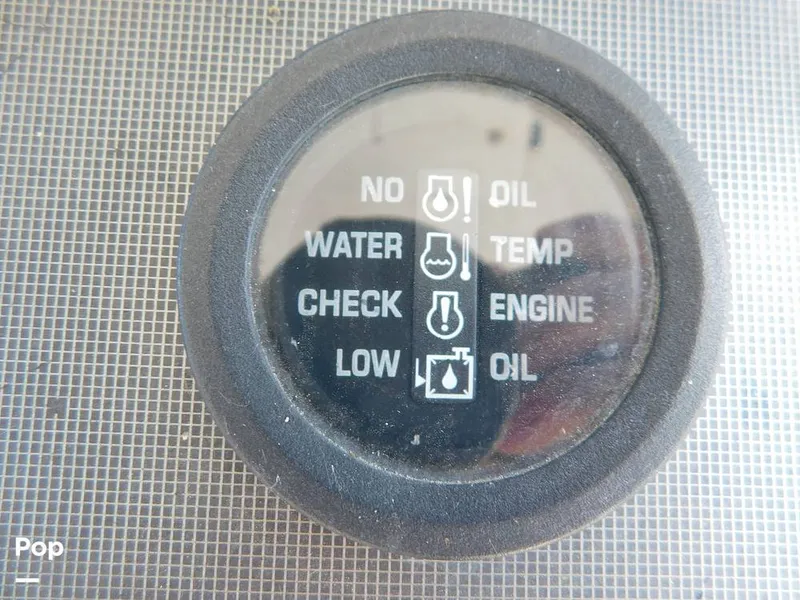 NO OIL
WATER TEMP
CHECK ENGINE
LOW OIL
Pop